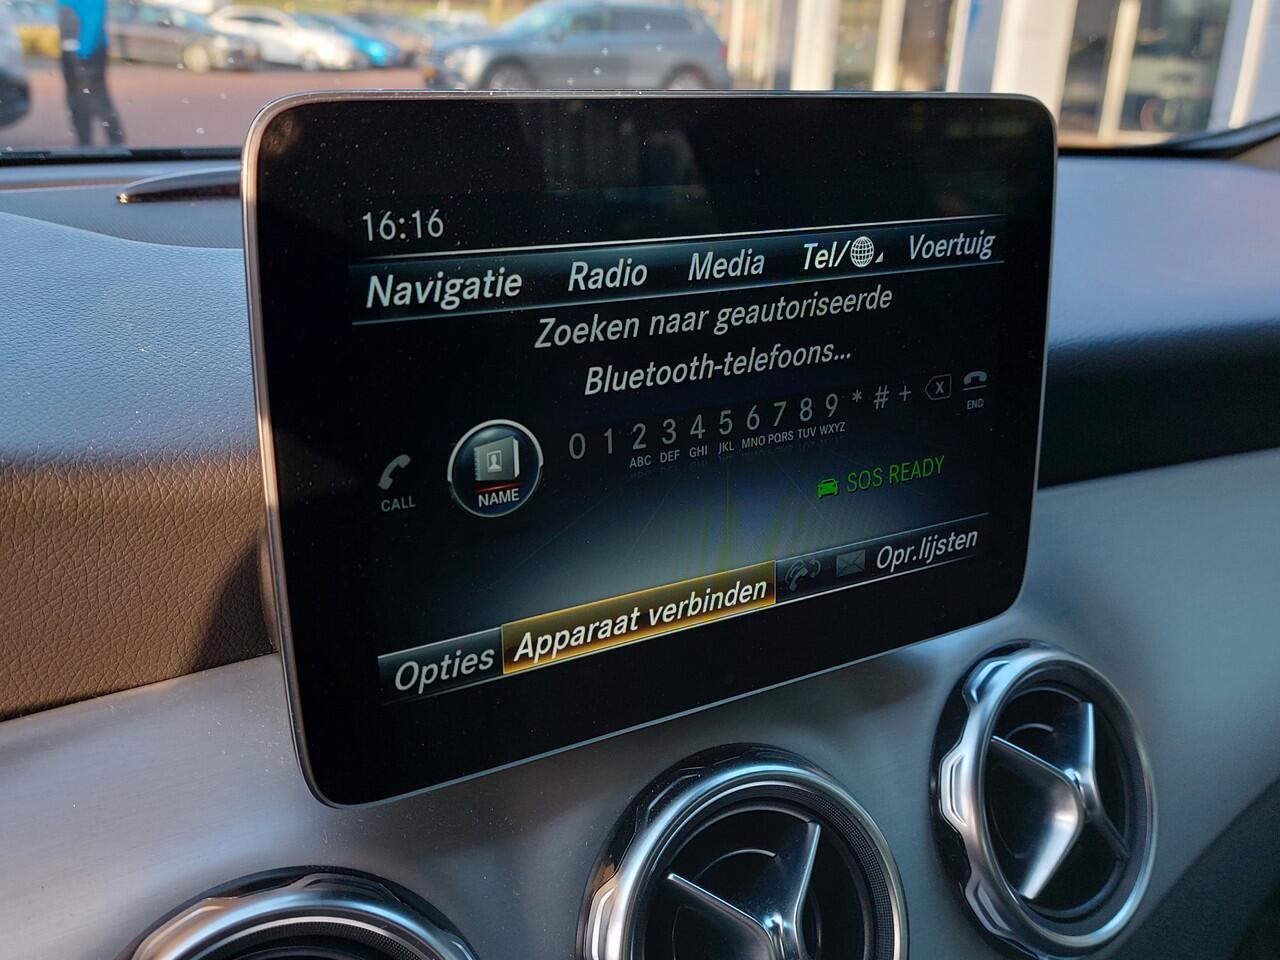 16:16
Navigatie Radio Media Tel/ Voertuig
Zoeken naar geautoriseerde
Bluetooth-telefoons...
CALL NAME 0 1 2 3 4 5 6 7 8 9 * # + X END
ABC DEF GHI JKL MNO PQRS TUV WXYZ
SOS READY
Opties Apparaat verbinden Opr.lijsten